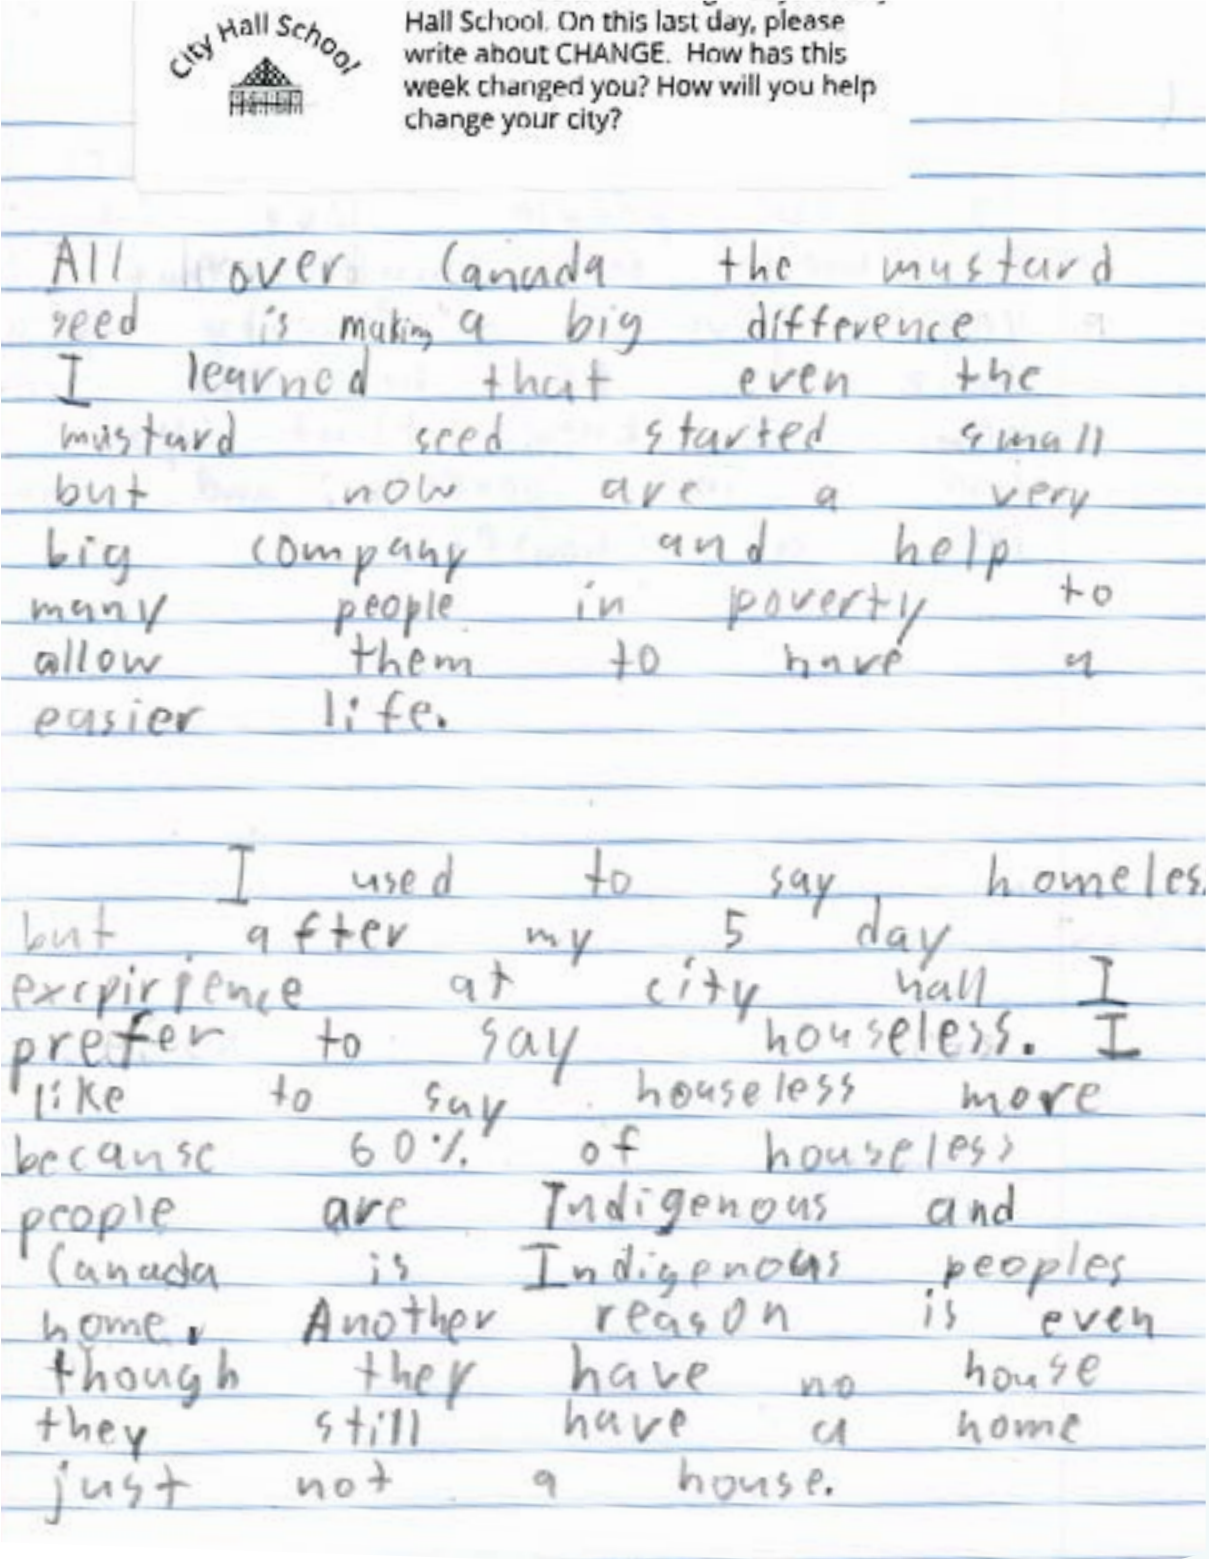 City Hall School
Hall School. On this last day, please
write about CHANGE. How has this
week changed you? How will you help
change your city?
All over Canada the mustard
seed is making a big difference
I learned that even the
mustard seed started small
but now are a very
big company and help
many people in poverty to
allow them to have a
easier life.
I used to say homeles
but after my 5 day
excpirience at city hall I
prefer to say houseless. I
like to say houseless more
because 60% of houseless
people are Indigenous and
Canada is Indigenous peoples
home. Another reason is even
though they have no house
they still have a home
just not a house.